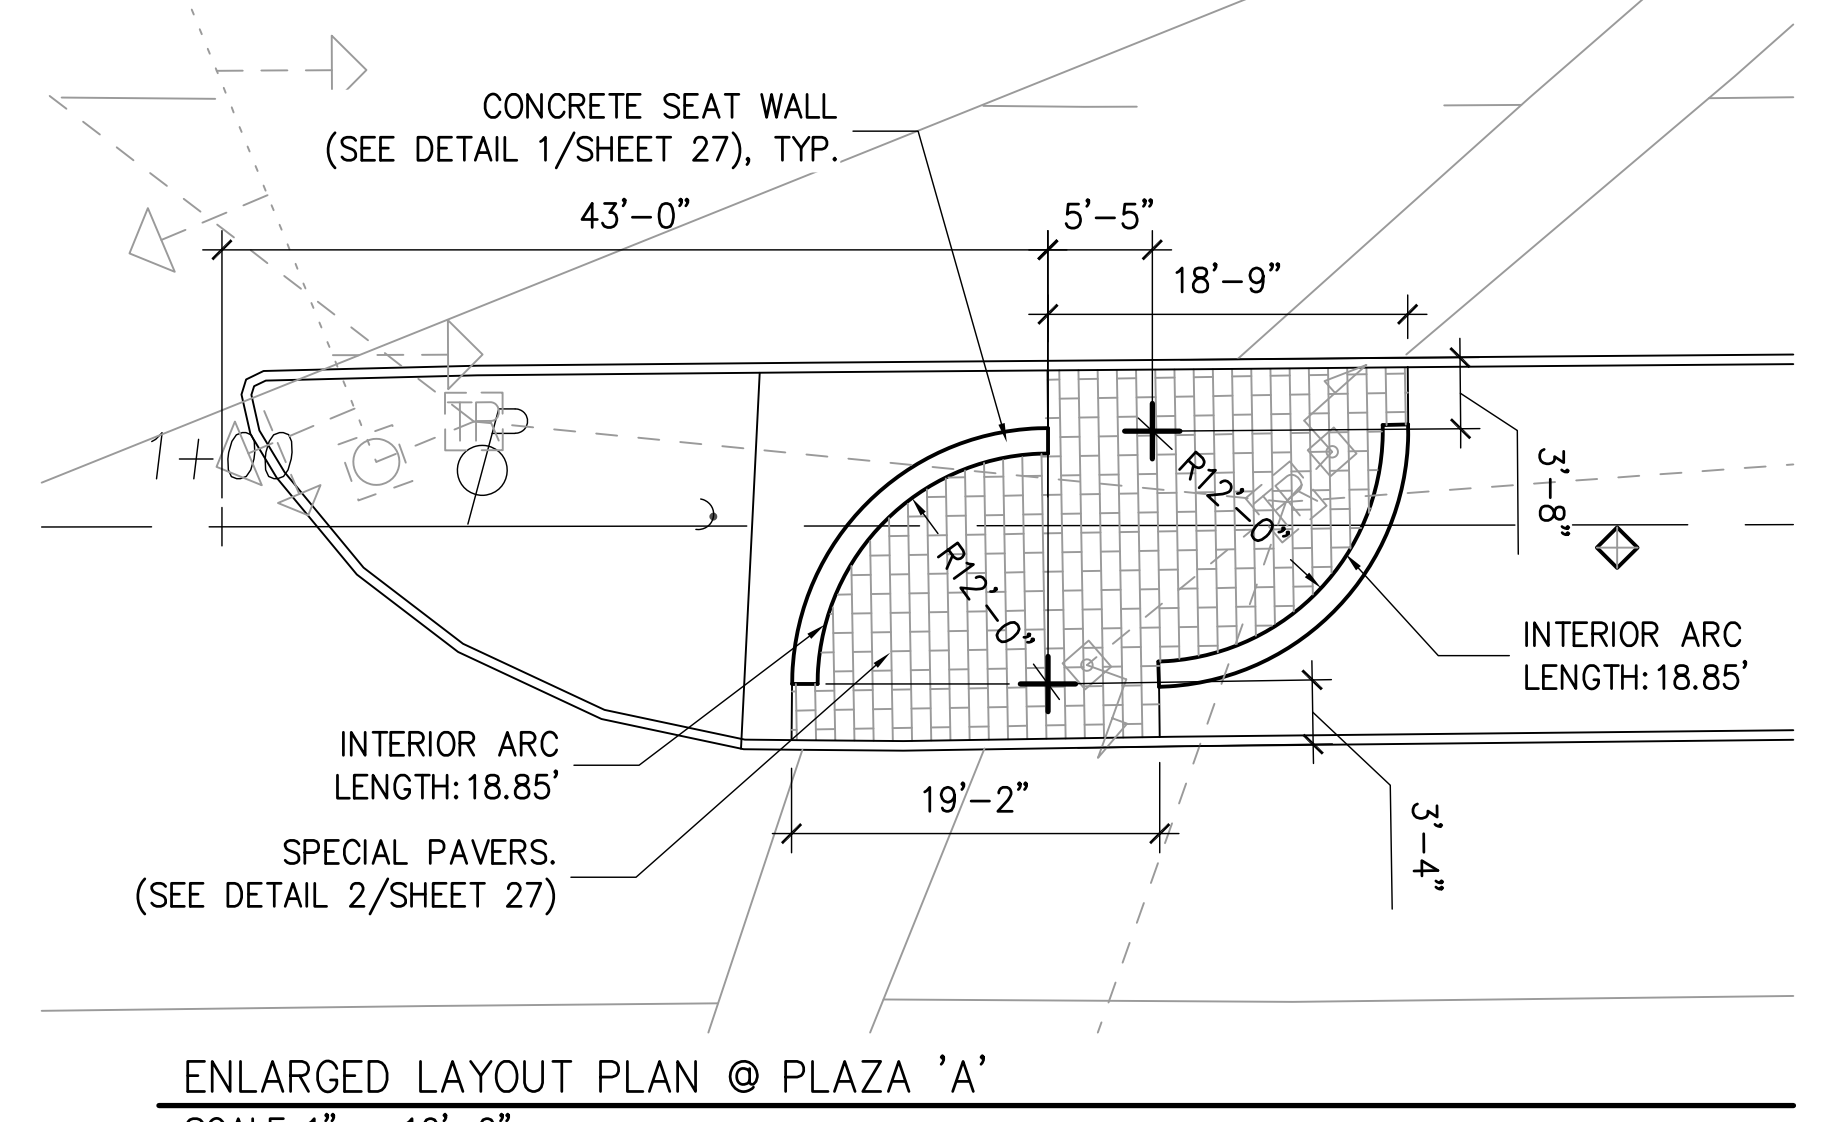 CONCRETE SEAT WALL
(SEE DETAIL 1/SHEET 27), TYP.
43'-0"
5'-5"
18'-9"
TR
P
1+00
R12'-0"
R12'-0"
3'-8"
INTERIOR ARC
LENGTH:18.85'
INTERIOR ARC
LENGTH:18.85'
19'-2"
3'-4"
SPECIAL PAVERS.
(SEE DETAIL 2/SHEET 27)
ENLARGED LAYOUT PLAN @ PLAZA 'A'